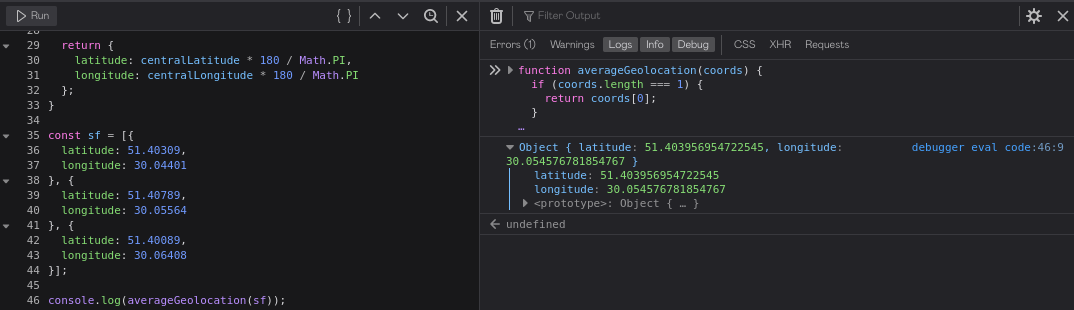 Run
{ }
28
29 return {
30 latitude: centralLatitude * 180 / Math.PI,
31 longitude: centralLongitude * 180 / Math.PI
32 };
33 }
34
35 const sf = [{
36 latitude: 51.40309,
37 longitude: 30.04401
38 }, {
39 latitude: 51.40789,
40 longitude: 30.05564
41 }, {
42 latitude: 51.40089,
43 longitude: 30.06408
44 }];
45
46 console.log(averageGeolocation(sf));
Filter Output
Errors (1) Warnings Logs Info Debug CSS XHR Requests
function averageGeolocation(coords) {
if (coords.length === 1) {
return coords[0];
}
…
Object { latitude: 51.403956954722545, longitude: debugger eval code:46:9
30.054576781854767 }
latitude: 51.403956954722545
longitude: 30.054576781854767
<prototype>: Object { … }
undefined